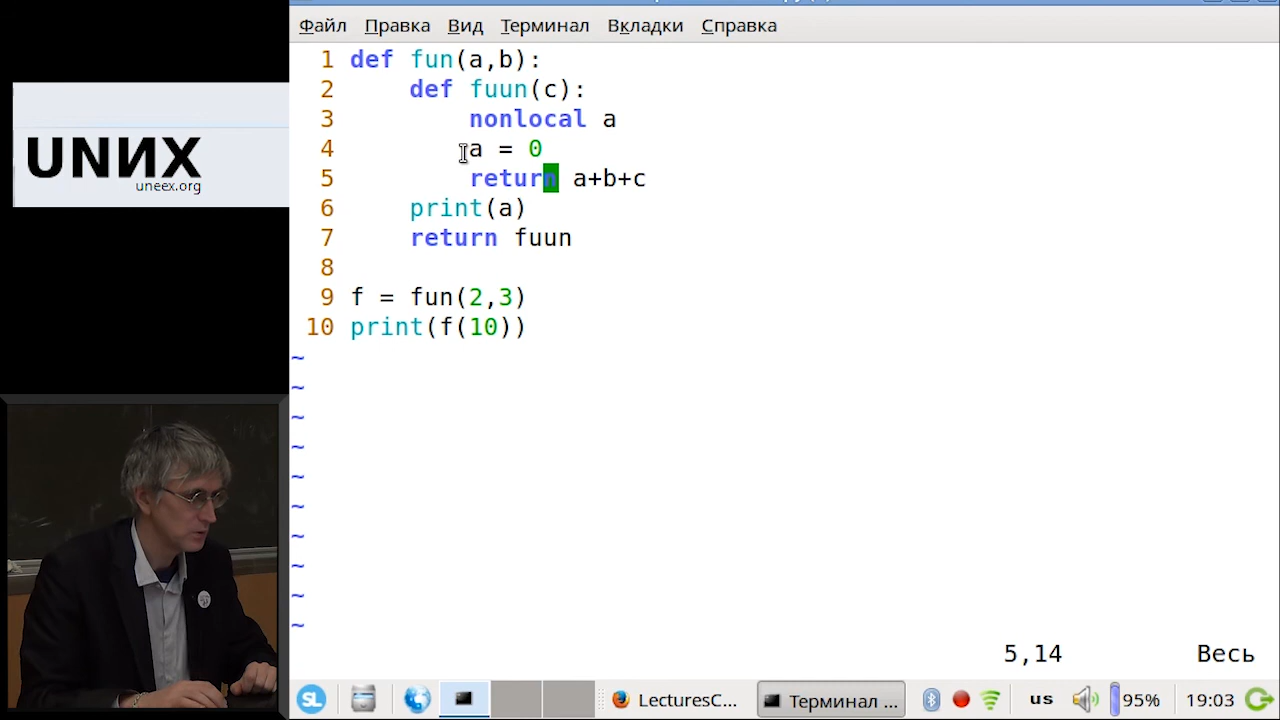 Файл Правка Вид Терминал Вкладки Справка
1 def fun(a,b):
2     def fuun(c):
3         nonlocal a
4         a = 0
5         return a+b+c
6     print(a)
7     return fuun
8
9 f = fun(2,3)
10 print(f(10))
~
~
~
~
~
~
~
~
~
~
5,14 Весь
UNИX
uneex.org
SL LecturesC... Терминал ... us 95% 19:03